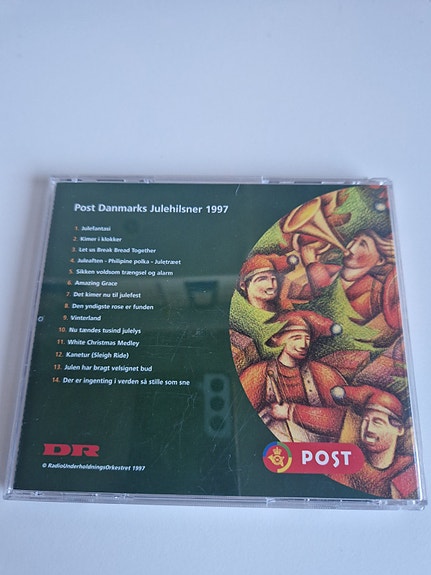 Post Danmarks Julehilsner 1997
1. Julefantasi
2. Kimer i klokker
3. Let us Break Bread Together
4. Juleaften - Philipine polka - Juletræet
5. Sikken voldsom trængsel og alarm
6. Amazing Grace
7. Det kimer nu til julefest
8. Den yndigste rose er funden
9. Vinterland
10. Nu tændes tusind julelys
11. White Christmas Medley
12. Kanetur (Sleigh Ride)
13. Julen har bragt velsignet bud
14. Der er ingenting i verden så stille som sne
DR
© RadioUnderholdningsOrkestret 1997
POST